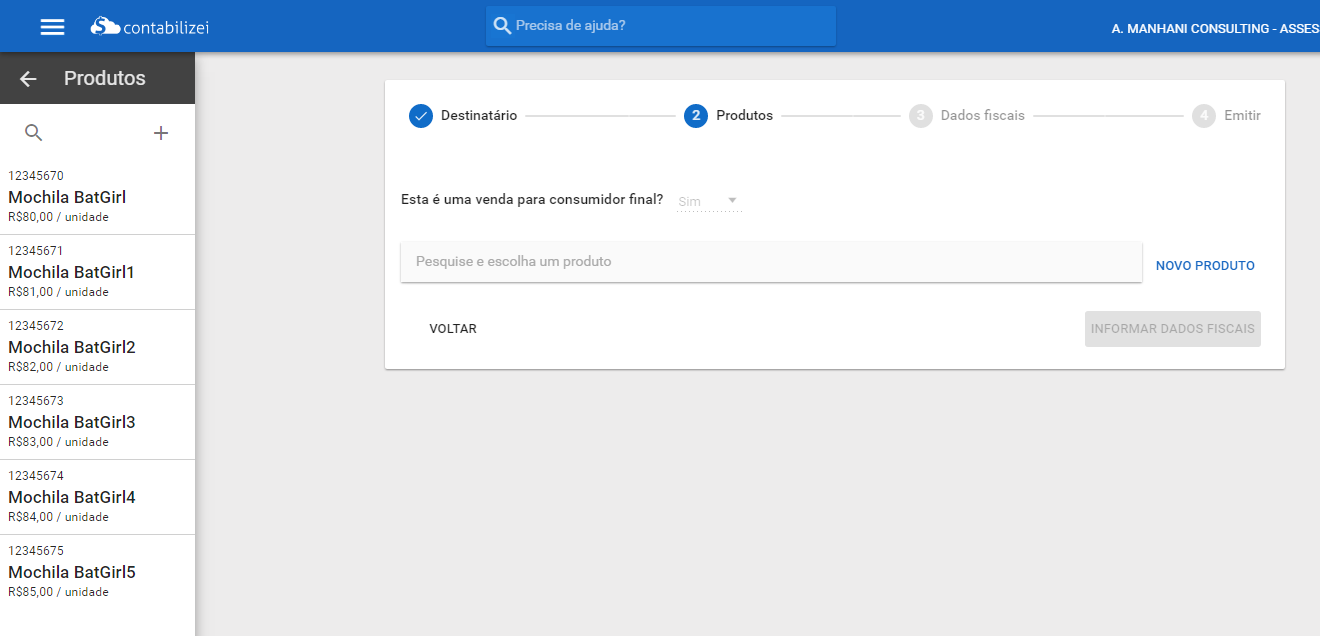 contabilizei
Precisa de ajuda?
A. MANHANI CONSULTING - ASSES
Produtos
12345670
Mochila BatGirl
R$80,00 / unidade
12345671
Mochila BatGirl1
R$81,00 / unidade
12345672
Mochila BatGirl2
R$82,00 / unidade
12345673
Mochila BatGirl3
R$83,00 / unidade
12345674
Mochila BatGirl4
R$84,00 / unidade
12345675
Mochila BatGirl5
R$85,00 / unidade
Destinatário
2 Produtos
3 Dados fiscais
4 Emitir
Esta é uma venda para consumidor final? Sim
Pesquise e escolha um produto
NOVO PRODUTO
VOLTAR
INFORMAR DADOS FISCAIS